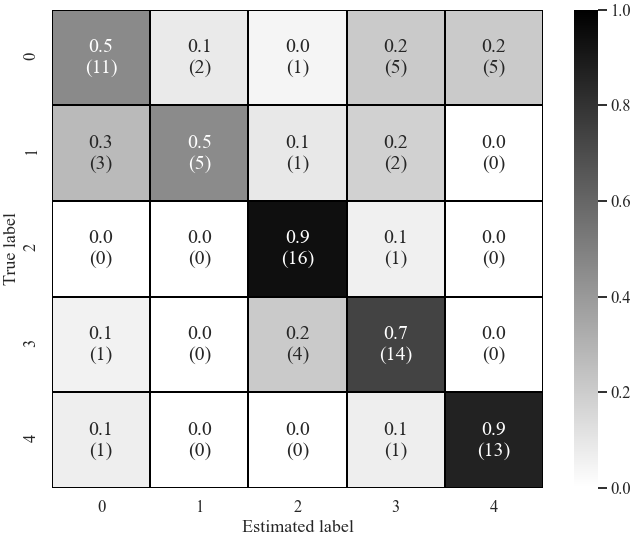 0.5 0.1 0.0 0.2 0.2
(11) (2) (1) (5) (5)
0
0.3 0.5 0.1 0.2 0.0
(3) (5) (1) (2) (0)
1
0.0 0.0 0.9 0.1 0.0
(0) (0) (16) (1) (0)
2
0.1 0.0 0.2 0.7 0.0
(1) (0) (4) (14) (0)
3
0.1 0.0 0.0 0.1 0.9
(1) (0) (0) (1) (13)
4
True label
0 1 2 3 4
Estimated label
1.0
0.8
0.6
0.4
0.2
0.0